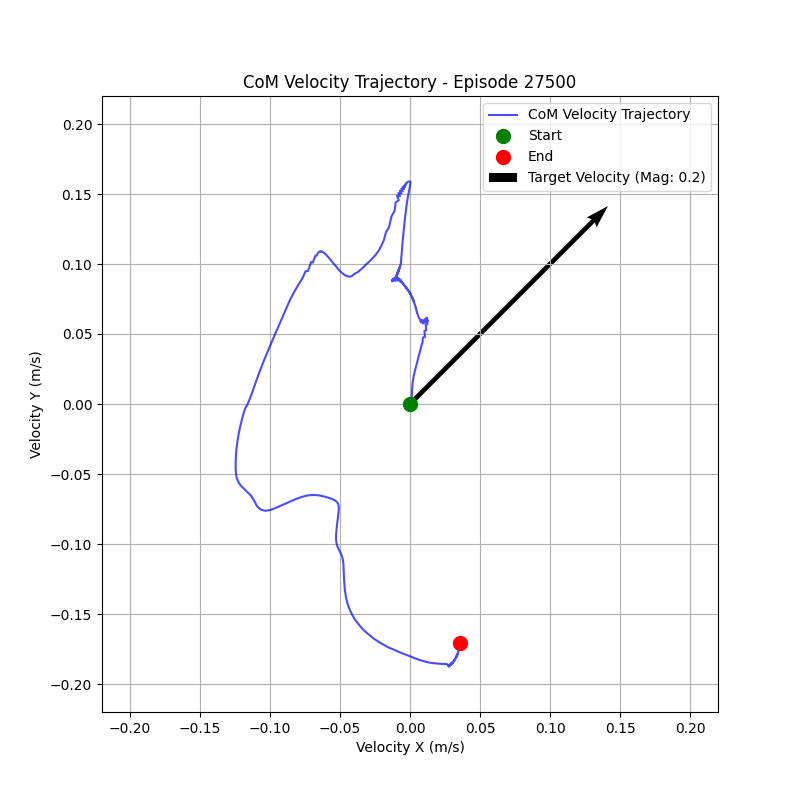 CoM Velocity Trajectory - Episode 27500
CoM Velocity Trajectory
Start
End
Target Velocity (Mag: 0.2)
0.20
0.15
0.10
0.05
0.00
−0.05
−0.10
−0.15
−0.20
Velocity Y (m/s)
−0.20 −0.15 −0.10 −0.05 0.00 0.05 0.10 0.15 0.20
Velocity X (m/s)